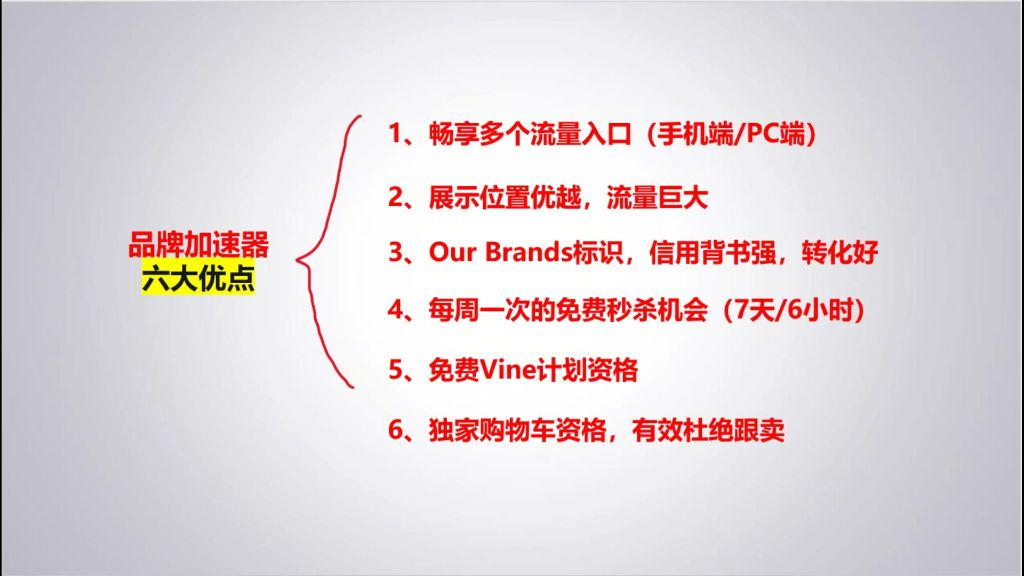 品牌加速器
六大优点
1、畅享多个流量入口（手机端/PC端）
2、展示位置优越，流量巨大
3、Our Brands标识，信用背书强，转化好
4、每周一次的免费秒杀机会（7天/6小时）
5、免费Vine计划资格
6、独家购物车资格，有效杜绝跟卖